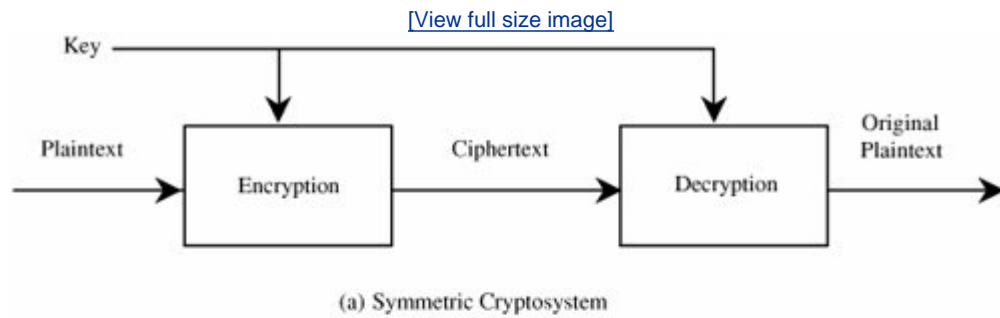 [View full size image]
Key
Plaintext
Encryption
Ciphertext
Decryption
Original
Plaintext
(a) Symmetric Cryptosystem